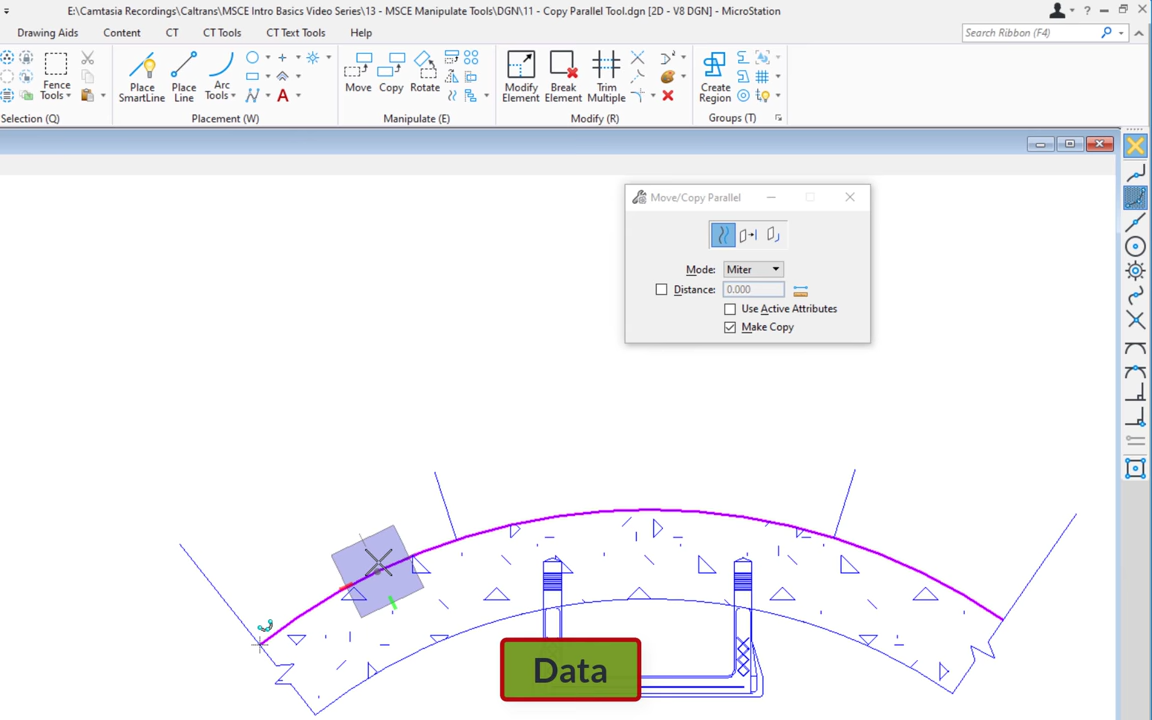 E:\Camtasia Recordings\Caltrans\MSCE Intro Basics Video Series\13 - MSCE Manipulate Tools\DGN\11 - Copy Parallel Tool.dgn [2D - V8 DGN] - MicroStation
Drawing Aids Content CT CT Tools CT Text Tools Help
Search Ribbon (F4)
Fence Tools
Place SmartLine
Place Line
Arc Tools
Move
Copy
Rotate
Modify Element
Break Element
Trim Multiple
Create Region
Selection (Q)
Placement (W)
Manipulate (E)
Modify (R)
Groups (T)
Move/Copy Parallel
Mode: Miter
Distance: 0.000
Use Active Attributes
Make Copy
Data